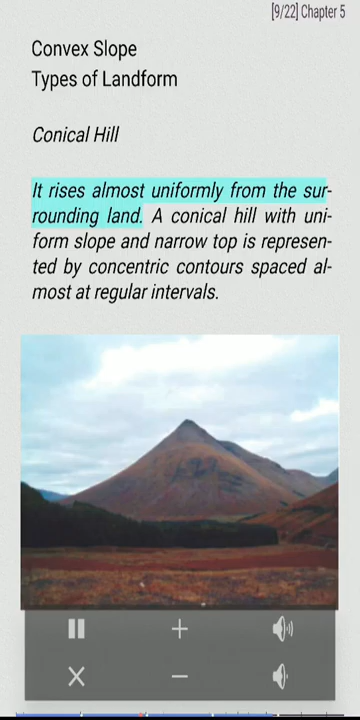 [9/22] Chapter 5
Convex Slope
Types of Landform
Conical Hill
It rises almost uniformly from the sur-
rounding land. A conical hill with uni-
form slope and narrow top is represen-
ted by concentric contours spaced al-
most at regular intervals.